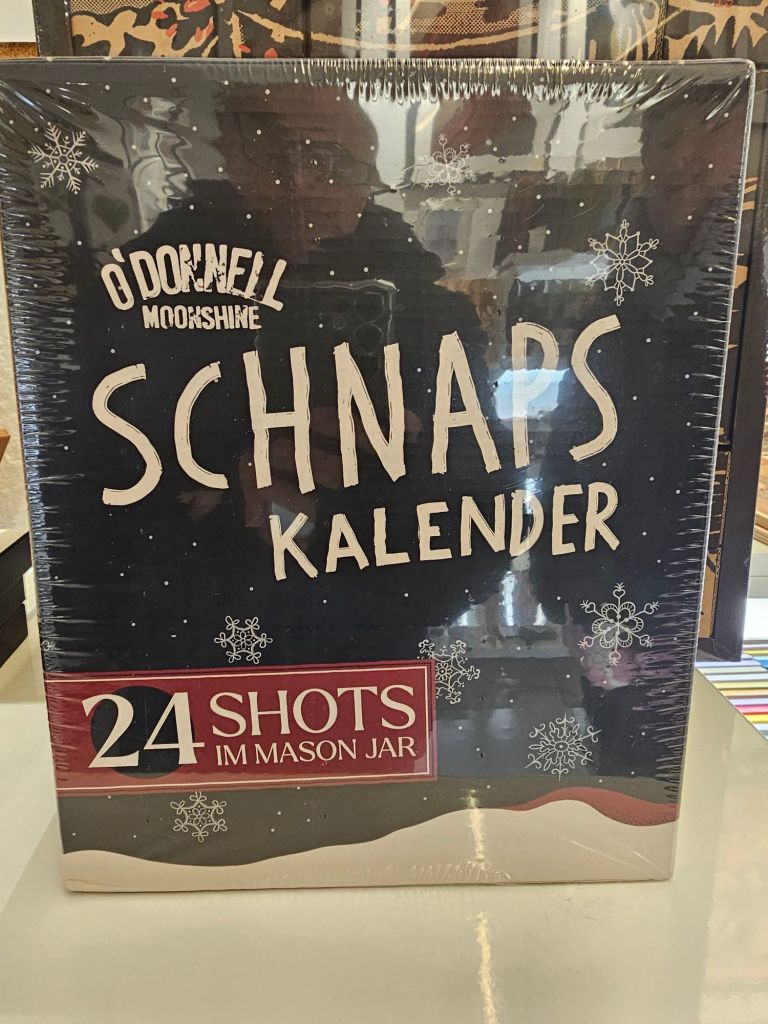 O'DONNELL
MOONSHINE
SCHNAPS
KALENDER
24 SHOTS
IM MASON JAR